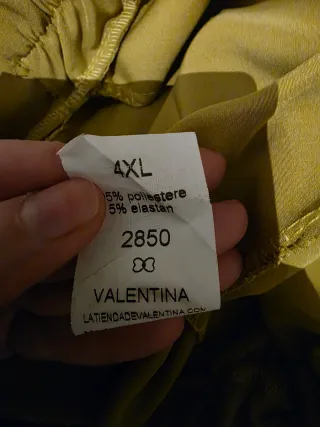 4XL
5% poliestere
5% elastan
2850
VALENTINA
LATIENDADEVALENTINA.COM